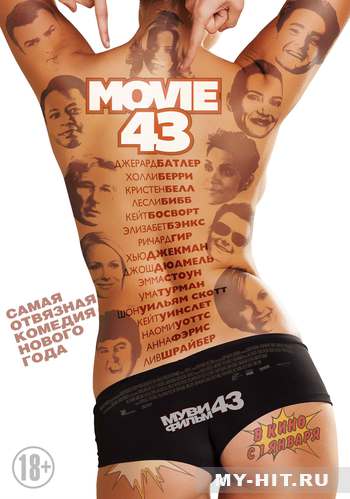 MOVIE
43
ДЖЕРАРД БАТЛЕР
ХОЛЛИ БЕРРИ
КРИСТЕН БЕЛЛ
ЛЕСЛИ БИББ
КЕЙТ БОСВОРТ
ЭЛИЗАБЕТ БЭНКС
РИЧАРД ГИР
ХЬЮ ДЖЕКМАН
ДЖОШ ДЮАМЕЛЬ
ЭММА СТОУН
УМА ТУРМАН
ШОН УИЛЬЯМ СКОТТ
КЕЙТ УИНСЛЕТ
НАОМИ УОТТС
АННА ФЭРИС
ЛИВ ШРАЙБЕР
САМАЯ
ОТВЯЗНАЯ
КОМЕДИЯ
НОВОГО
ГОДА
МУВИ 43
ФИЛЬМ
В КИНО
С 1 ЯНВАРЯ
18+
MY-HIT.RU